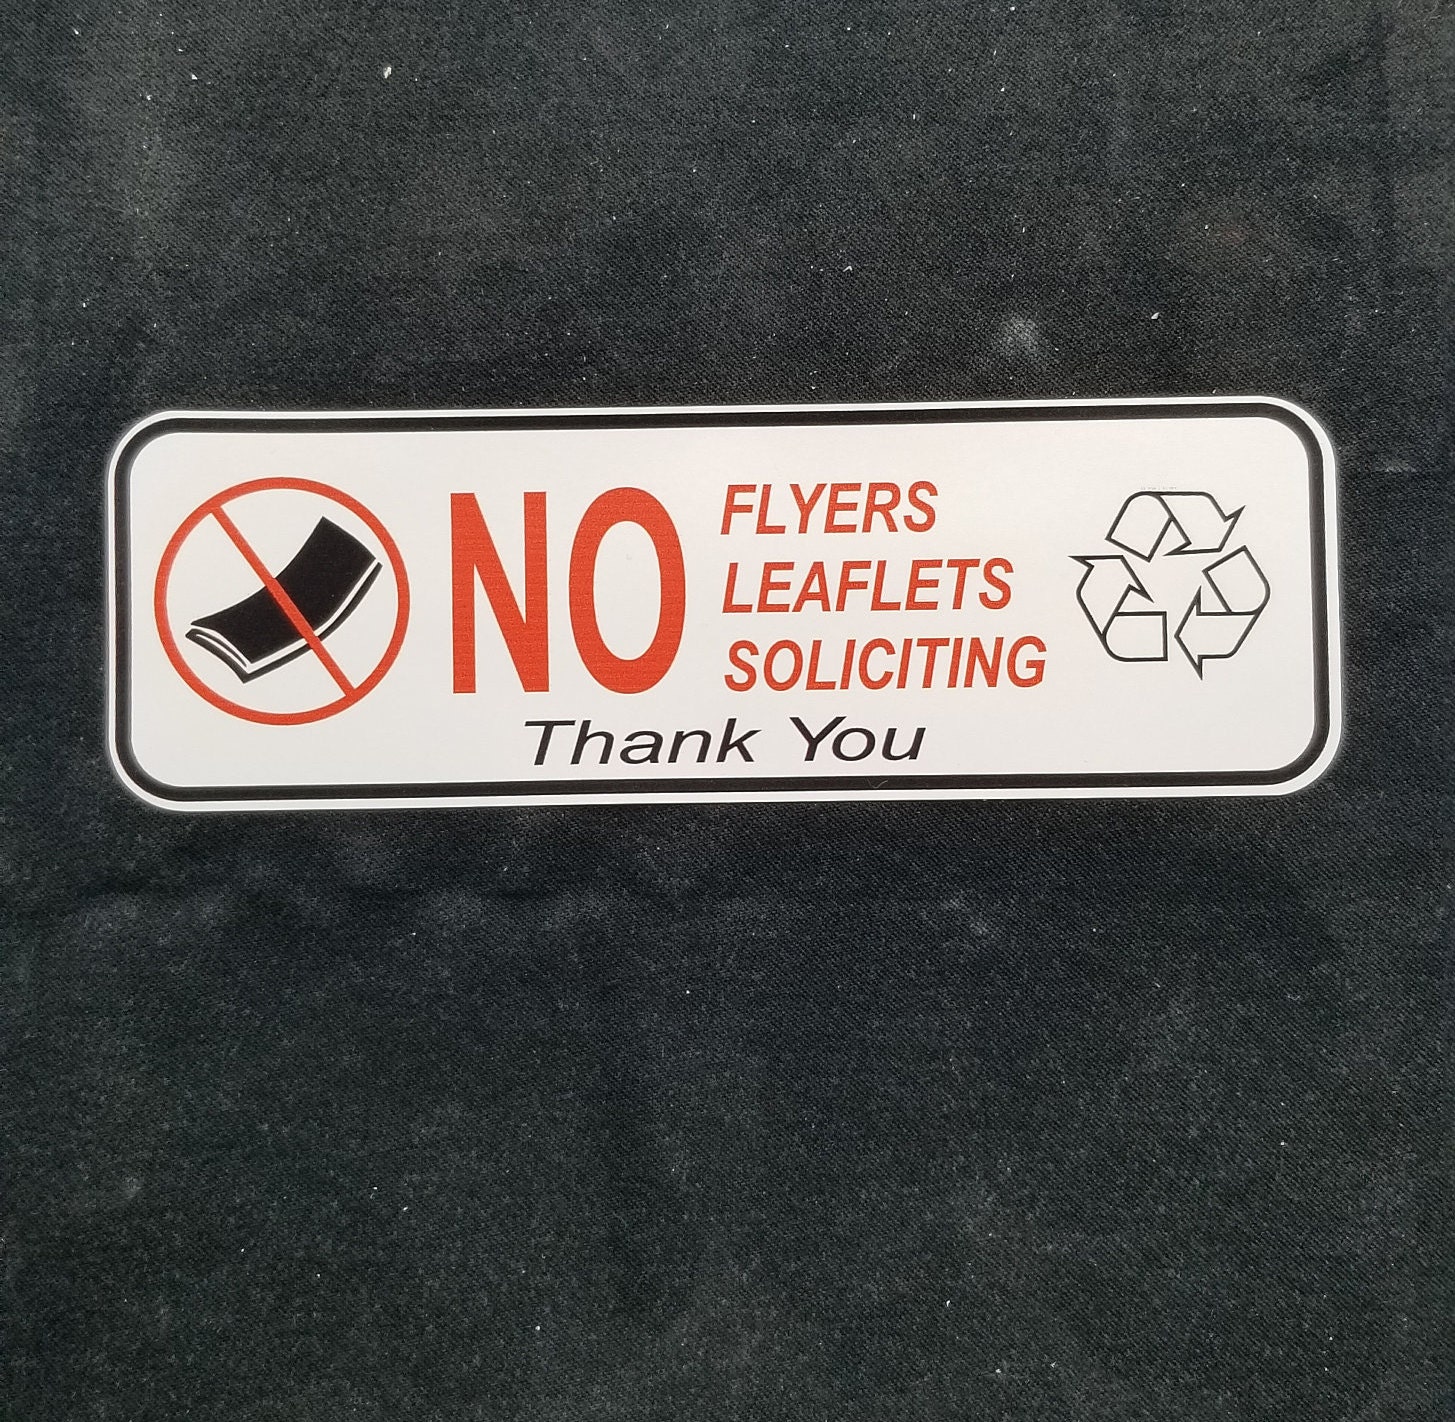 NO
FLYERS
LEAFLETS
SOLICITING
Thank You